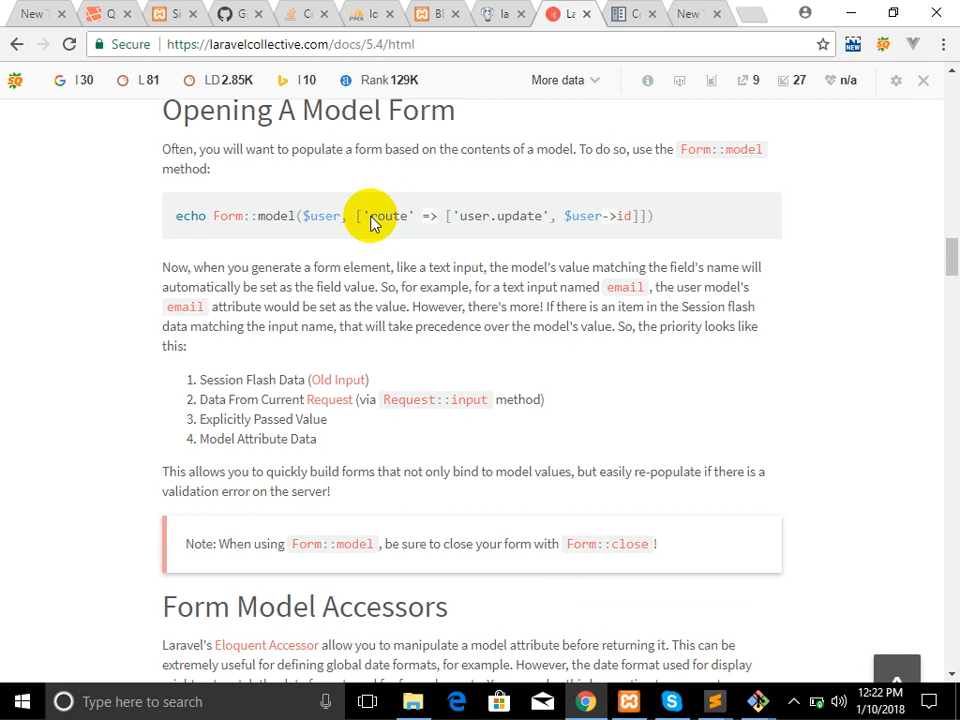 New T
Q
Si
G
C
lo
Bl
la
La
C
New T
Secure https://laravelcollective.com/docs/5.4/html
NEW
I 30
L 81
LD 2.85K
I 10
Rank 129K
More data
9
27
n/a
Opening A Model Form
Often, you will want to populate a form based on the contents of a model. To do so, use the Form::model
method:
echo Form::model($user, ['route' => ['user.update', $user->id]])
Now, when you generate a form element, like a text input, the model's value matching the field's name will
automatically be set as the field value. So, for example, for a text input named email , the user model's
email attribute would be set as the value. However, there's more! If there is an item in the Session flash
data matching the input name, that will take precedence over the model's value. So, the priority looks like
this:
1. Session Flash Data (Old Input)
2. Data From Current Request (via Request::input method)
3. Explicitly Passed Value
4. Model Attribute Data
This allows you to quickly build forms that not only bind to model values, but easily re-populate if there is a
validation error on the server!
Note: When using Form::model , be sure to close your form with Form::close !
Form Model Accessors
Laravel's Eloquent Accessor allow you to manipulate a model attribute before returning it. This can be
extremely useful for defining global date formats, for example. However, the date format used for display
Type here to search
12:22 PM
1/10/2018